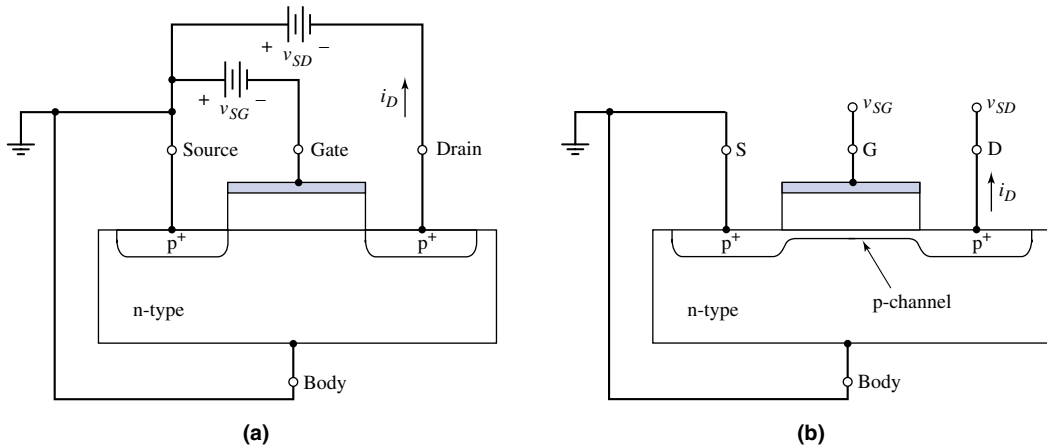 + v_SD −
+ v_SG −
i_D
Source
Gate
Drain
p⁺
p⁺
n-type
Body
(a)
v_SG
v_SD
S
G
D
i_D
p⁺
p⁺
p-channel
n-type
Body
(b)